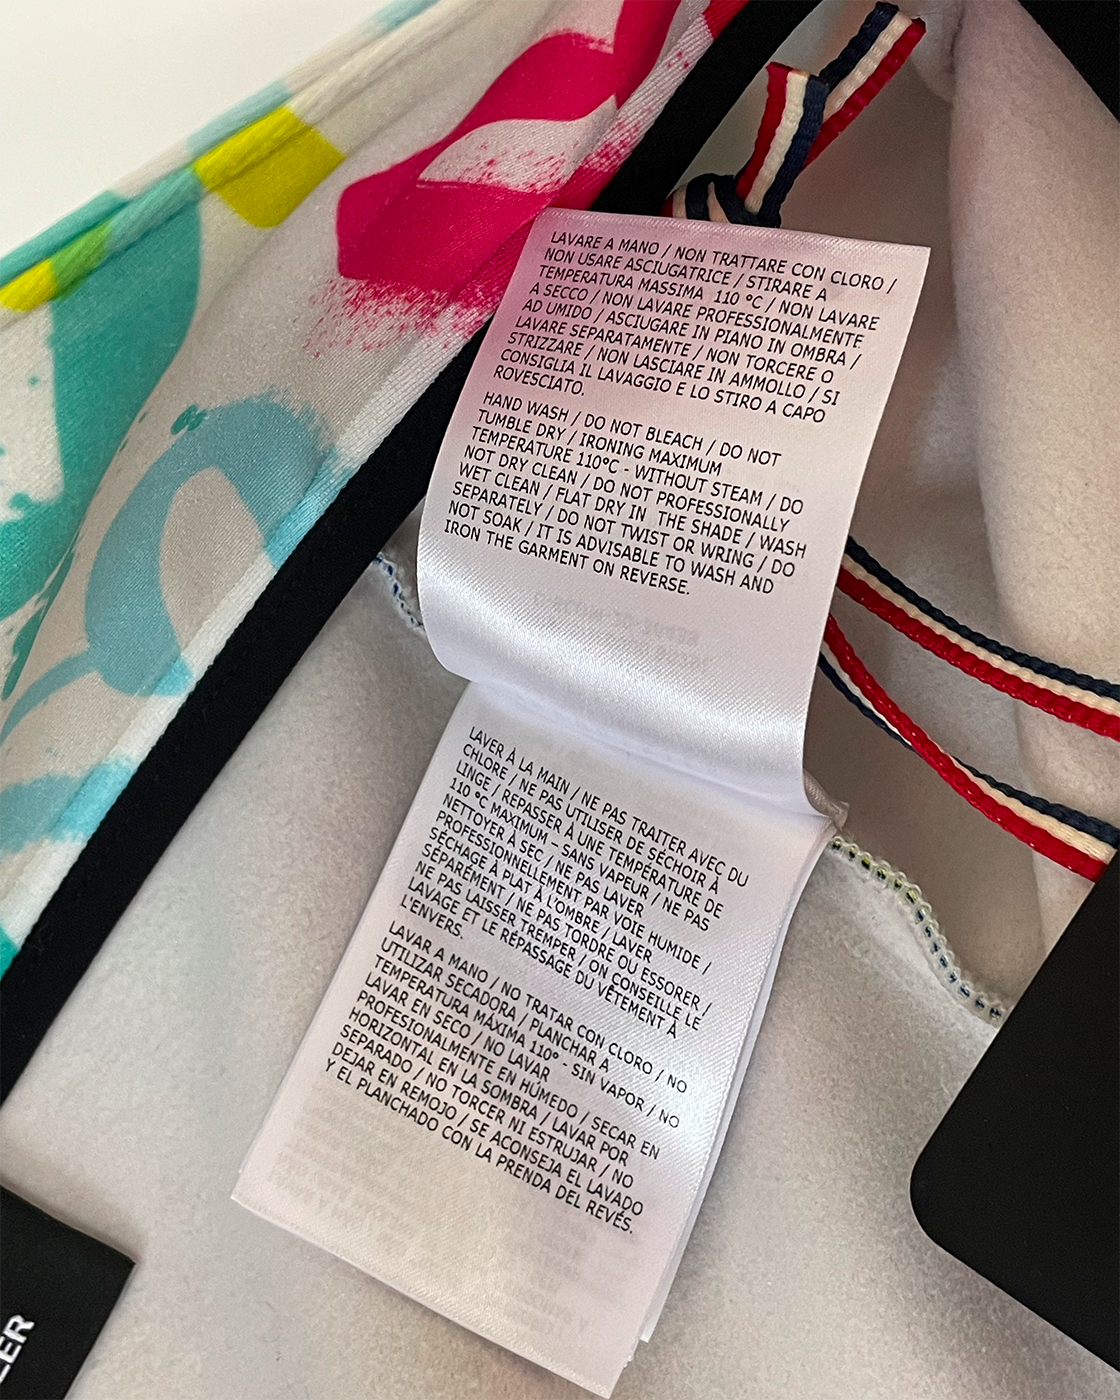 LAVARE A MANO / NON TRATTARE CON CLORO /
NON USARE ASCIUGATRICE / STIRARE A
TEMPERATURA MASSIMA 110 °C / NON LAVARE
A SECCO / NON LAVARE PROFESSIONALMENTE
AD UMIDO / ASCIUGARE IN PIANO IN OMBRA /
LAVARE SEPARATAMENTE / NON TORCERE O
STRIZZARE / NON LASCIARE IN AMMOLLO / SI
CONSIGLIA IL LAVAGGIO E LO STIRO A CAPO
ROVESCIATO.
HAND WASH / DO NOT BLEACH / DO NOT
TUMBLE DRY / IRONING MAXIMUM
TEMPERATURE 110°C - WITHOUT STEAM / DO
NOT DRY CLEAN / DO NOT PROFESSIONALLY
WET CLEAN / FLAT DRY IN THE SHADE / WASH
SEPARATELY / DO NOT TWIST OR WRING / DO
NOT SOAK / IT IS ADVISABLE TO WASH AND
IRON THE GARMENT ON REVERSE.
LAVER À LA MAIN / NE PAS TRAITER AVEC DU
CHLORE / NE PAS UTILISER DE SÉCHOIR À
LINGE / REPASSER À UNE TEMPÉRATURE DE
110 °C MAXIMUM – SANS VAPEUR / NE PAS
NETTOYER À SEC / NE PAS LAVER
PROFESSIONNELLEMENT PAR VOIE HUMIDE /
SÉCHAGE À PLAT À L'OMBRE / LAVER
SÉPARÉMENT / NE PAS TORDRE OU ESSORER /
NE PAS LAISSER TREMPER / ON CONSEILLE LE
LAVAGE ET LE RÉPASSAGE DU VÊTEMENT À
L'ENVERS.
LAVAR A MANO / NO TRATAR CON CLORO / NO
UTILIZAR SECADORA / PLANCHAR A
TEMPERATURA MÁXIMA 110° - SIN VAPOR / NO
LAVAR EN SECO / NO LAVAR
PROFESIONALMENTE EN HÚMEDO / SECAR EN
HORIZONTAL EN LA SOMBRA / LAVAR POR
SEPARADO / NO TORCER NI ESTRUJAR / NO
DEJAR EN REMOJO / SE ACONSEJA EL LAVADO
Y EL PLANCHADO CON LA PRENDA DEL REVÉS.
LER